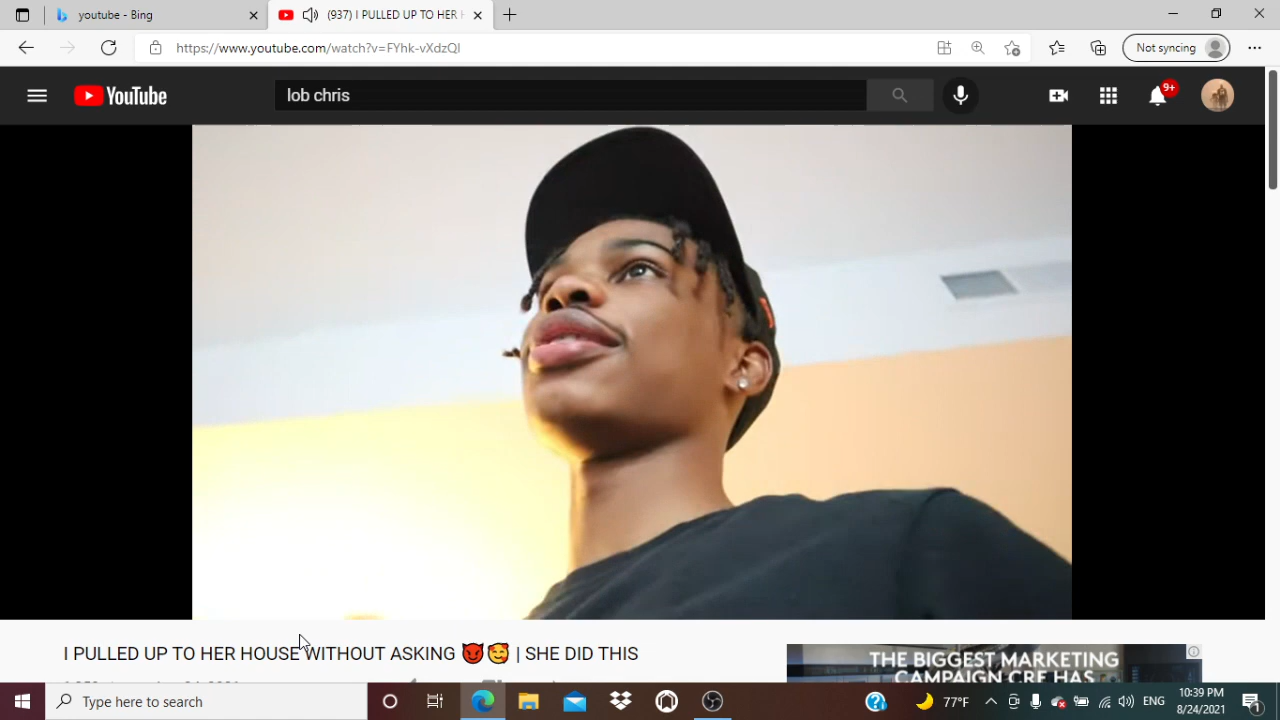 youtube - Bing
(937) I PULLED UP TO HER H
https://www.youtube.com/watch?v=FYhk-vXdzQI
Not syncing
YouTube
lob chris
9+
I PULLED UP TO HER HOUSE WITHOUT ASKING 😈🥰 | SHE DID THIS
THE BIGGEST MARKETING
CAMPAIGN CRE HAS
Type here to search
77°F
ENG
10:39 PM
8/24/2021
1